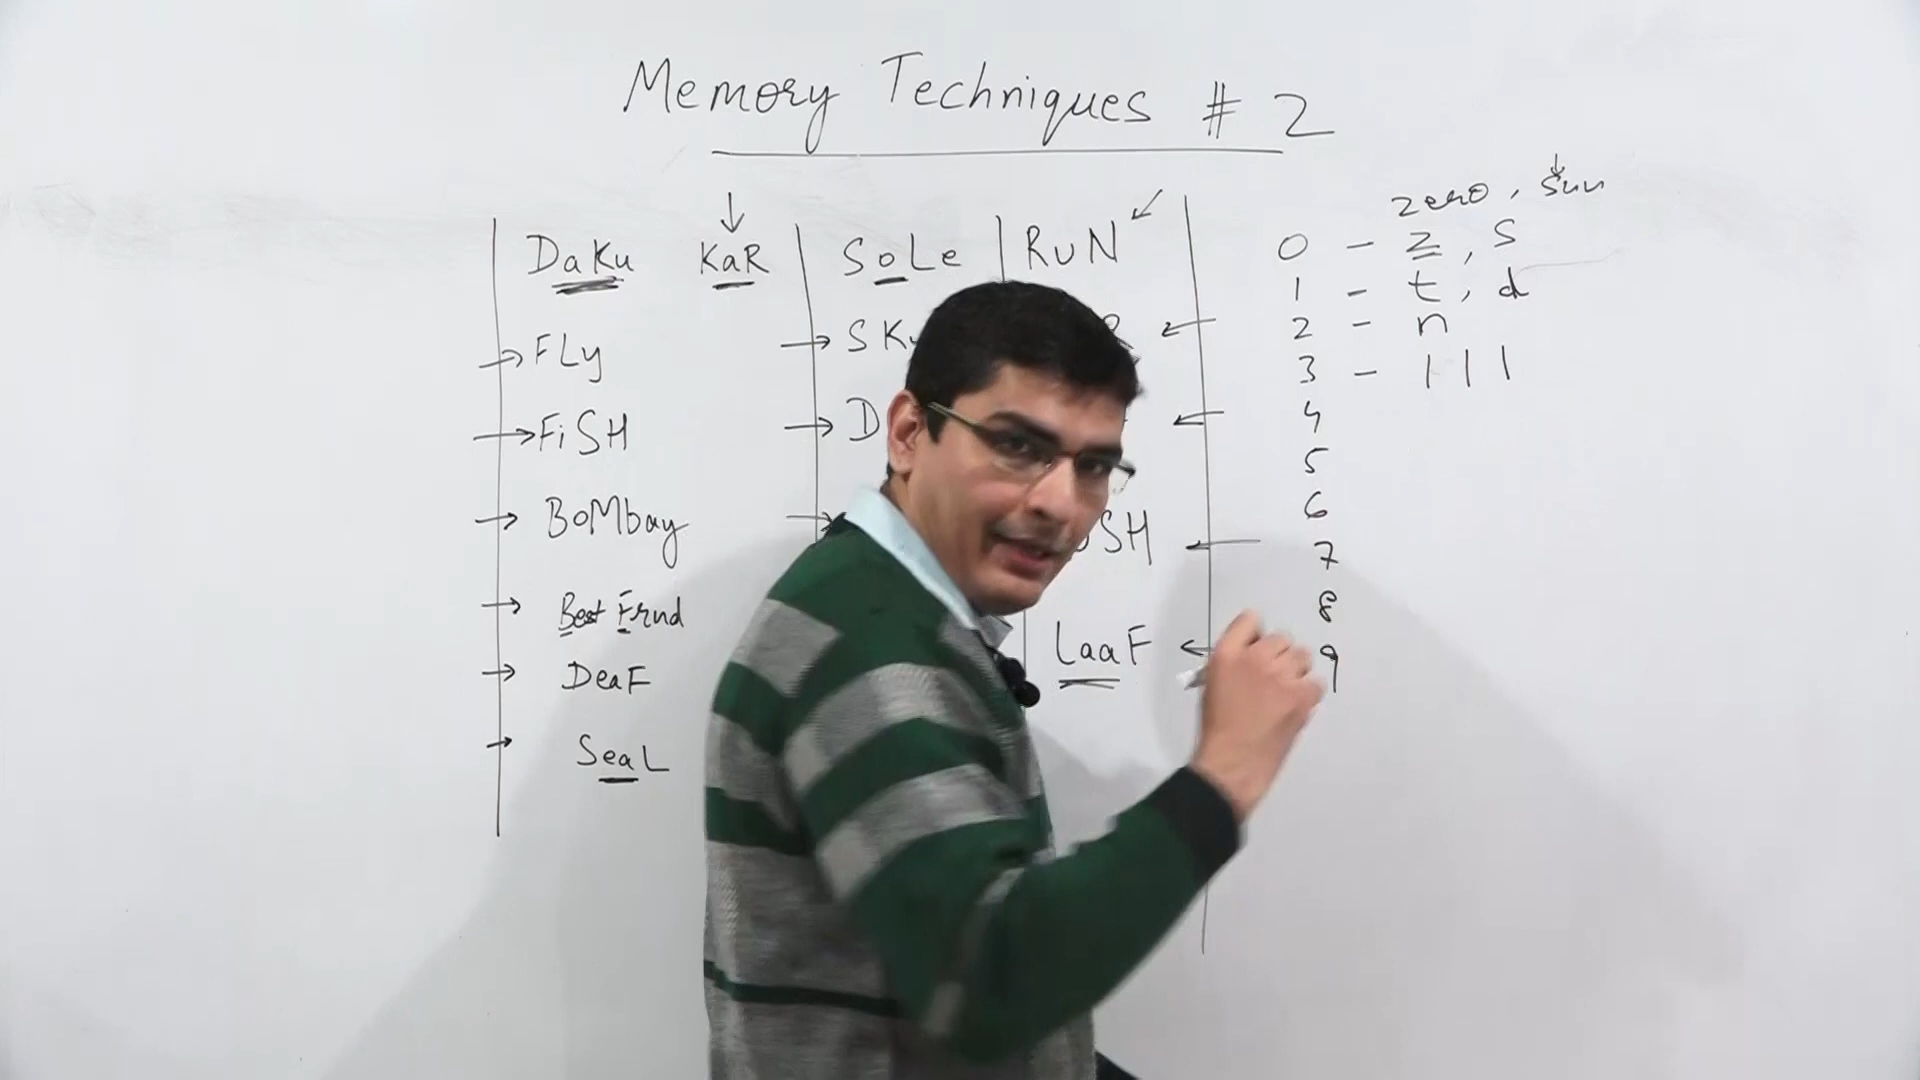 Memory Techniques # 2
DaKu KaR SoLe RuN
FLy
FiSH
BoMbay
Best Frnd
DeaF
SeaL
SH
LaaF
zero, Sun
0 - z, s
1 - t, d
2 - n
3 - | | |
4
5
6
7
8
9